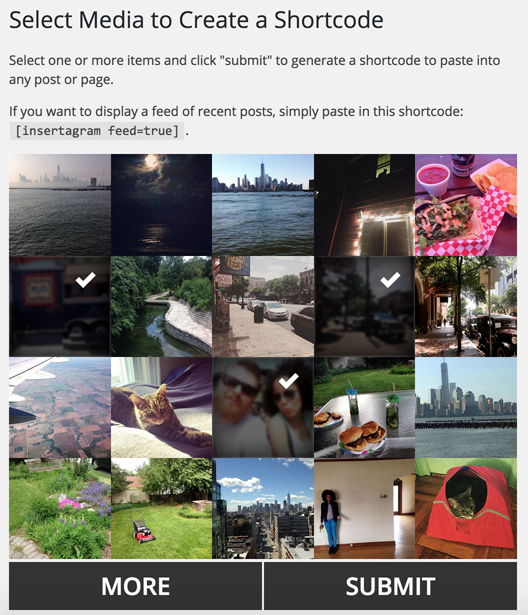 Select Media to Create a Shortcode
Select one or more items and click "submit" to generate a shortcode to paste into
any post or page.
If you want to display a feed of recent posts, simply paste in this shortcode:
[insertagram feed=true] .
MORE
SUBMIT